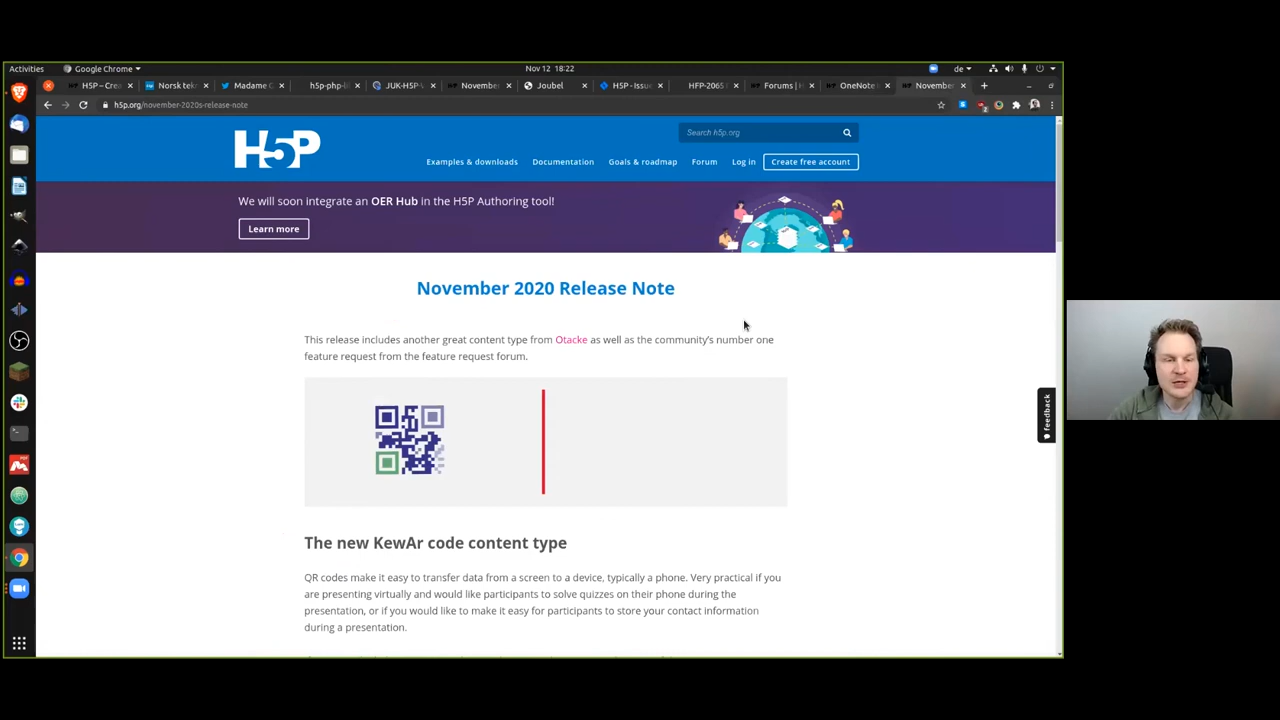 Activities
Google Chrome
Nov 12 18:22
de
H5P – Crea
Norsk tek
Madame C
h5p-php-li
JUK-H5P-
November
Joubel
H5P - Issue
HFP-2065
Forums | H
OneNote
November
h5p.org/november-2020s-release-note
H5P
Search h5p.org
Examples & downloads
Documentation
Goals & roadmap
Forum
Log in
Create free account
We will soon integrate an OER Hub in the H5P Authoring tool!
Learn more
November 2020 Release Note
This release includes another great content type from Otacke as well as the community's number one
feature request from the feature request forum.
feedback
The new KewAr code content type
QR codes make it easy to transfer data from a screen to a device, typically a phone. Very practical if you
are presenting virtually and would like participants to solve quizzes on their phone during the
presentation, or if you would like to make it easy for participants to store your contact information
during a presentation.